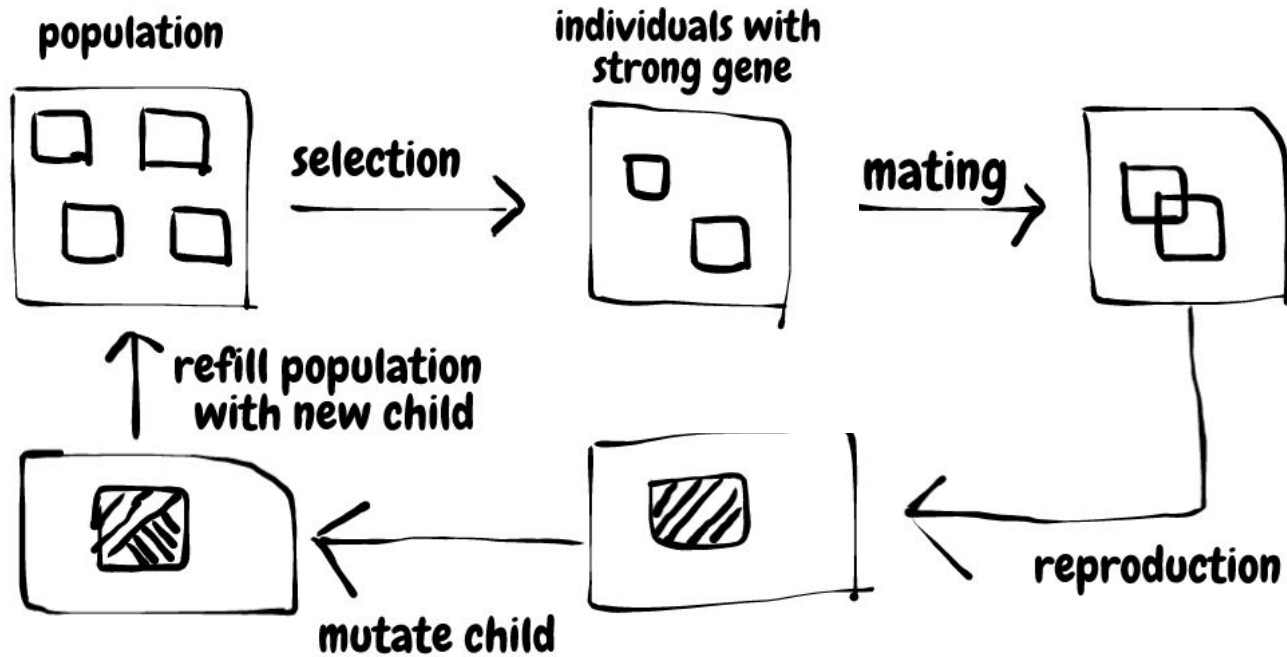 population
individuals with
strong gene
selection
mating
refill population
with new child
reproduction
mutate child